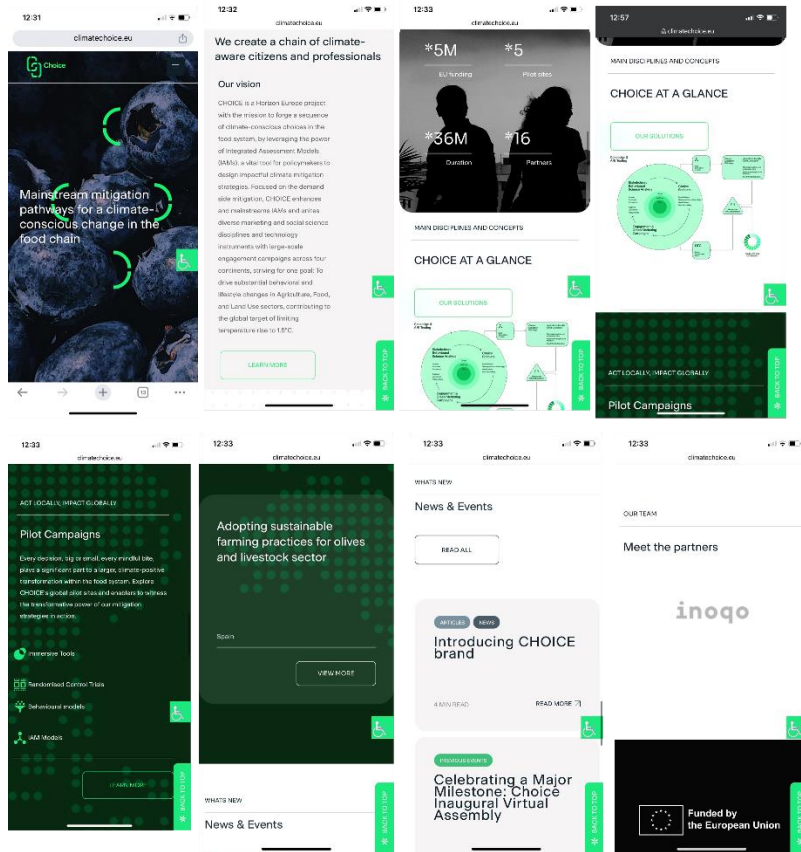 12:31
climatechoice.eu
Choice
Mainstream mitigation
pathways for a climate-
conscious change in the
food chain
12:32
climatechoice.eu
We create a chain of climate-
aware citizens and professionals
Our vision
CHOICE is a Horizon Europe project
with the mission to forge a sequence
of climate-conscious choices in the
food system, by leveraging the power
of Integrated Assessment Models
(IAMs), a vital tool for policymakers to
design impactful climate mitigation
strategies. Focused on the demand
side mitigation, CHOICE enhances
and mainstreams IAMs and unites
diverse marketing and social science
disciplines and technology
instruments with large-scale
engagement campaigns across four
continents, striving for one goal: To
drive substantial behavioral and
lifestyle changes in Agriculture, Food,
and Land Use sectors, contributing to
the global target of limiting
temperature rise to 1.5°C.
LEARN MORE
BACK TO TOP
12:33
climatechoice.eu
*5M
EU funding
*5
Pilot sites
*36M
Duration
*16
Partners
MAIN DISCIPLINES AND CONCEPTS
CHOICE AT A GLANCE
OUR SOLUTIONS
BACK TO TOP
12:57
climatechoice.eu
MAIN DISCIPLINES AND CONCEPTS
CHOICE AT A GLANCE
OUR SOLUTIONS
ACT LOCALLY, IMPACT GLOBALLY
Pilot Campaigns
BACK TO TOP
12:33
climatechoice.eu
ACT LOCALLY, IMPACT GLOBALLY
Pilot Campaigns
Every decision, big or small, every mindful bite,
plays a significant part to a larger, climate-positive
transformation within the food system. Explore
CHOICE's global pilot sites and enablers to witness
the transformative power of our mitigation
strategies in action.
Immersive Tools
Randomised Control Trials
Behavioural models
IAM Models
LEARN MORE
BACK TO TOP
12:33
climatechoice.eu
Adopting sustainable
farming practices for olives
and livestock sector
Spain
VIEW MORE
WHATS NEW
News & Events
BACK TO TOP
12:33
climatechoice.eu
WHATS NEW
News & Events
READ ALL
ARTICLES NEWS
Introducing CHOICE
brand
4 MIN READ
READ MORE
PREVIOUS EVENTS
Celebrating a Major
Milestone: Choice
Inaugural Virtual
Assembly
BACK TO TOP
12:33
climatechoice.eu
OUR TEAM
Meet the partners
inoqo
Funded by
the European Union
BACK TO TOP